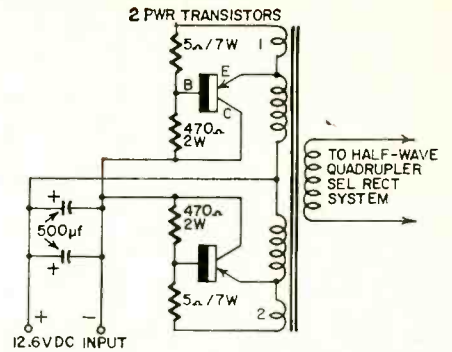 2 PWR TRANSISTORS
5Ω/7W
1
B
E
C
470Ω
2W
TO HALF-WAVE
QUADRUPLER
SEL RECT
SYSTEM
+
500µf
+
470Ω
2W
5Ω/7W
2
+
−
12.6VDC INPUT